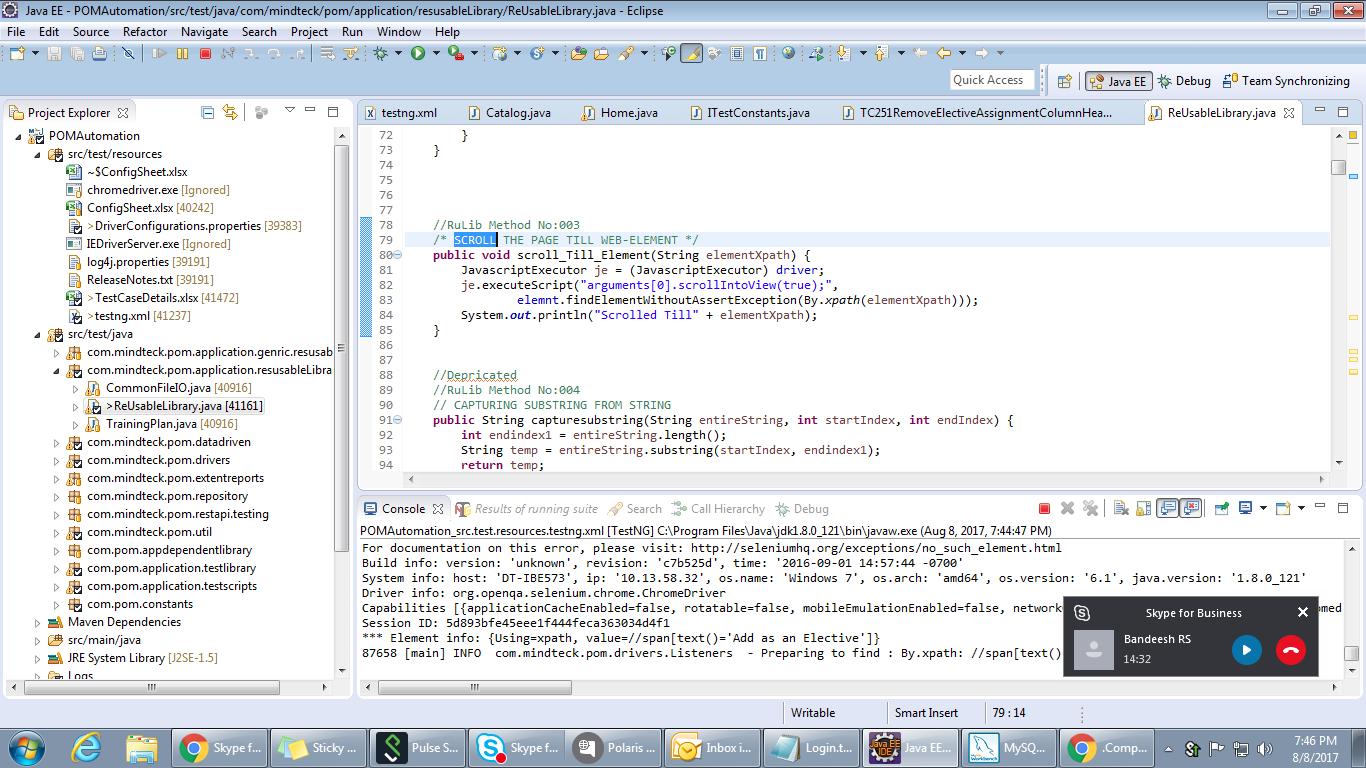 Java EE - POMAutomation/src/test/java/com/mindteck/pom/application/resusableLibrary/ReUsableLibrary.java - Eclipse
File Edit Source Refactor Navigate Search Project Run Window Help
Quick Access
Java EE
Debug
Team Synchronizing
Project Explorer
POMAutomation
src/test/resources
~$ConfigSheet.xlsx
chromedriver.exe [Ignored]
ConfigSheet.xlsx [40242]
>DriverConfigurations.properties [39383]
IEDriverServer.exe [Ignored]
log4j.properties [39191]
ReleaseNotes.txt [39191]
>TestCaseDetails.xlsx [41472]
>testng.xml [41237]
src/test/java
com.mindteck.pom.application.genric.resusab
com.mindteck.pom.application.resusableLibra
CommonFileIO.java [40916]
>ReUsableLibrary.java [41161]
TrainingPlan.java [40916]
com.mindteck.pom.datadriven
com.mindteck.pom.drivers
com.mindteck.pom.extentreports
com.mindteck.pom.repository
com.mindteck.pom.restapi.testing
com.mindteck.pom.util
com.pom.appdependentlibrary
com.pom.application.testlibrary
com.pom.application.testscripts
com.pom.constants
Maven Dependencies
src/main/java
JRE System Library [J2SE-1.5]
Logs
testng.xml Catalog.java Home.java ITestConstants.java TC251RemoveElectiveAssignmentColumnHea... ReUsableLibrary.java
72 }
73 }
74
75
76
77
78 //RuLib Method No:003
79 /* SCROLL THE PAGE TILL WEB-ELEMENT */
80 public void scroll_Till_Element(String elementXpath) {
81 JavascriptExecutor je = (JavascriptExecutor) driver;
82 je.executeScript("arguments[0].scrollIntoView(true);",
83 elemnt.findElementWithoutAssertException(By.xpath(elementXpath)));
84 System.out.println("Scrolled Till" + elementXpath);
85 }
86
87
88 //Depricated
89 //RuLib Method No:004
90 // CAPTURING SUBSTRING FROM STRING
91 public String capturesubstring(String entireString, int startIndex, int endIndex) {
92 int endindex1 = entireString.length();
93 String temp = entireString.substring(startIndex, endindex1);
94 return temp;
Console Results of running suite Search Call Hierarchy Debug
POMAutomation_src.test.resources.testng.xml [TestNG] C:\Program Files\Java\jdk1.8.0_121\bin\javaw.exe (Aug 8, 2017, 7:44:47 PM)
For documentation on this error, please visit: http://seleniumhq.org/exceptions/no_such_element.html
Build info: version: 'unknown', revision: 'c7b525d', time: '2016-09-01 14:57:44 -0700'
System info: host: 'DT-IBE573', ip: '10.13.58.32', os.name: 'Windows 7', os.arch: 'amd64', os.version: '6.1', java.version: '1.8.0_121'
Driver info: org.openqa.selenium.chrome.ChromeDriver
Capabilities [{applicationCacheEnabled=false, rotatable=false, mobileEmulationEnabled=false, network
Session ID: 5d893bfe45eee1f444feca363034d4f1
*** Element info: {Using=xpath, value=//span[text()='Add as an Elective']}
87658 [main] INFO com.mindteck.pom.drivers.Listeners - Preparing to find : By.xpath: //span[text()
Skype for Business
Bandeesh RS
14:32
Writable
Smart Insert
79 : 14
Skype f... Sticky ... Pulse S... Skype f... Polaris ... Inbox i... Login.t... Java EE... MySQ... .Comp...
7:46 PM
8/8/2017